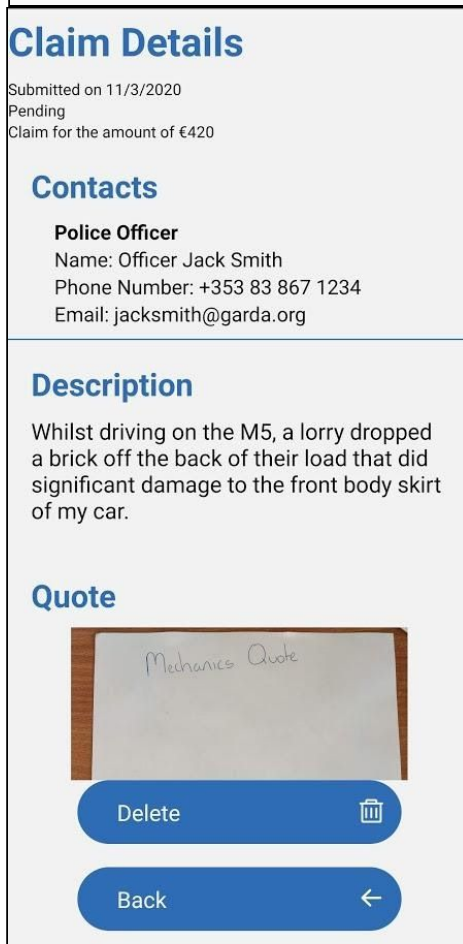 Claim Details
Submitted on 11/3/2020
Pending
Claim for the amount of €420
Contacts
Police Officer
Name: Officer Jack Smith
Phone Number: +353 83 867 1234
Email: jacksmith@garda.org
Description
Whilst driving on the M5, a lorry dropped
a brick off the back of their load that did
significant damage to the front body skirt
of my car.
Quote
Mechanics Quote
Delete
Back